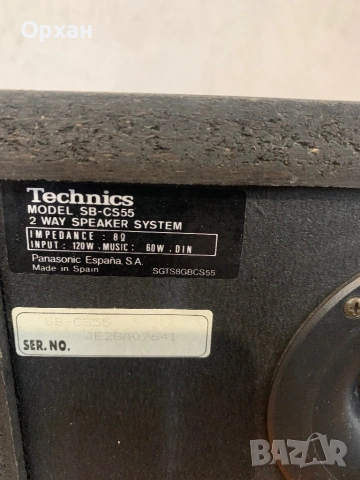 Орхан
Technics
MODEL SB-CS55
2 WAY SPEAKER SYSTEM
IMPEDANCE : 8Ω
INPUT: 120W.MUSIC: 60W.DIN
Panasonic España, S.A.
Made in Spain
SGTS8GBCS55
SB-CS55
JE2BA07641
SER.NO.
BAZAR